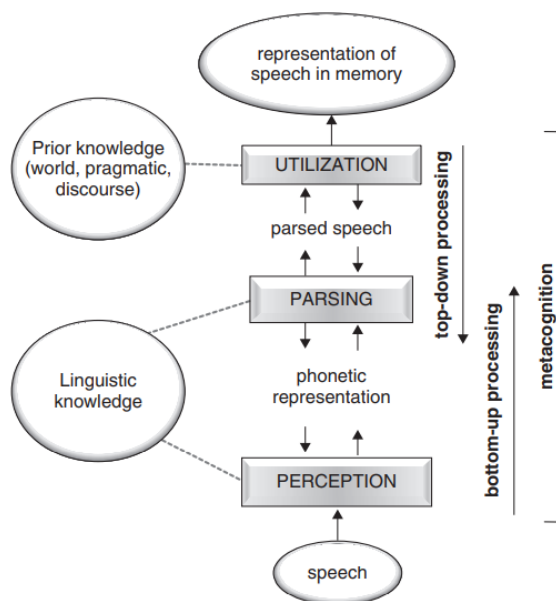 representation of
speech in memory
Prior knowledge
(world, pragmatic,
discourse)
UTILIZATION
parsed speech
PARSING
Linguistic
knowledge
phonetic
representation
PERCEPTION
speech
top-down processing
bottom-up processing
metacognition